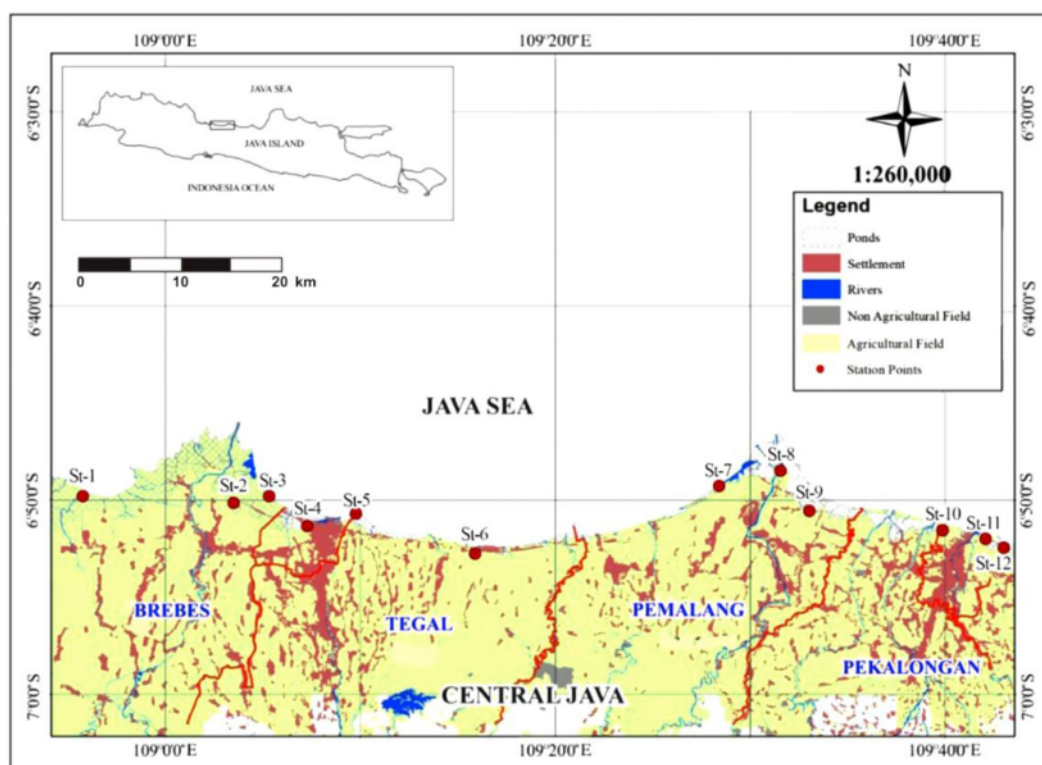 109°0'0"E
109°20'0"E
109°40'0"E
6°30'0"S
6°30'0"S
JAVA SEA
JAVA ISLAND
INDONESIA OCEAN
N
1:260,000
Legend
Ponds
Settlement
Rivers
Non Agricultural Field
Agricultural Field
Station Points
0 10 20 km
6°40'0"S
6°40'0"S
JAVA SEA
St-1
St-2
St-3
St-4
St-5
St-6
St-7
St-8
St-9
St-10
St-11
St-12
6°50'0"S
6°50'0"S
BREBES
TEGAL
PEMALANG
PEKALONGAN
CENTRAL JAVA
7°0'0"S
7°0'0"S
109°0'0"E
109°20'0"E
109°40'0"E